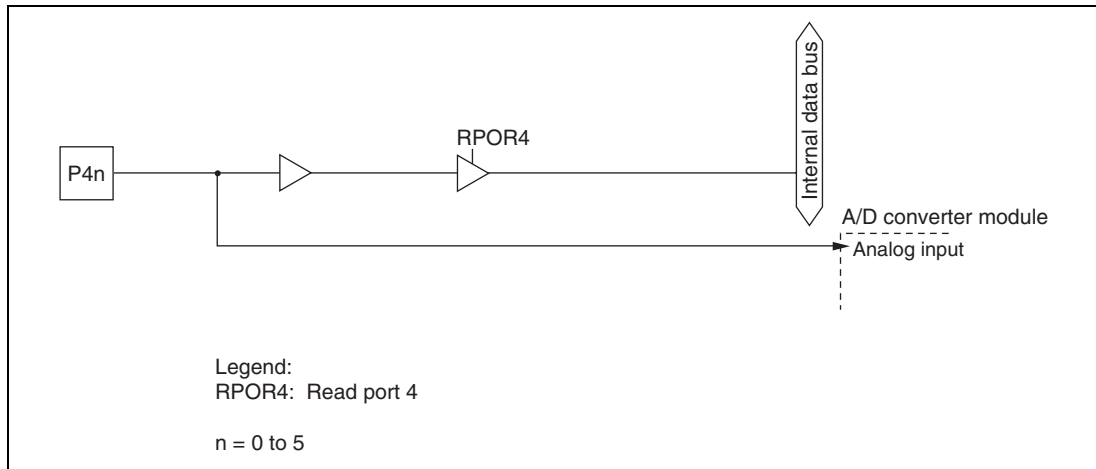 RPOR4
P4n
Internal data bus
A/D converter module
Analog input
Legend:
RPOR4: Read port 4
n = 0 to 5